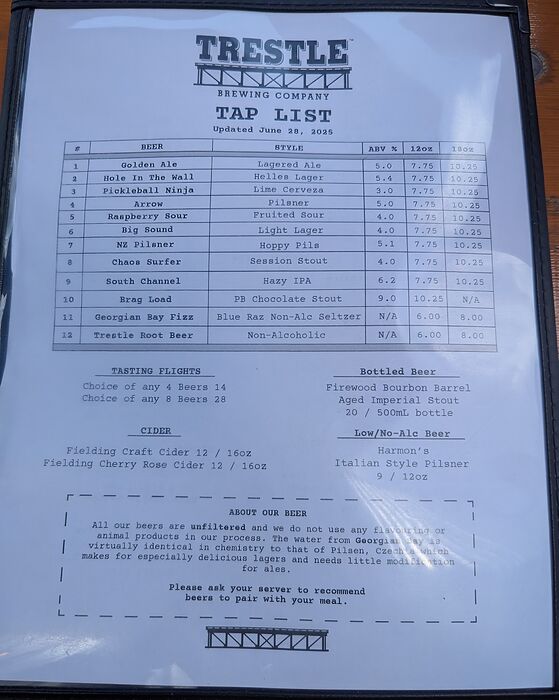 TRESTLE™
BREWING COMPANY
TAP LIST
Updated June 28, 2025
# BEER STYLE ABV % 12oz 18oz
1 Golden Ale Lagered Ale 5.0 7.75 10.25
2 Hole In The Wall Helles Lager 5.4 7.75 10.25
3 Pickleball Ninja Lime Cerveza 3.0 7.75 10.25
4 Arrow Pilsner 5.0 7.75 10.25
5 Raspberry Sour Fruited Sour 4.0 7.75 10.25
6 Big Sound Light Lager 4.0 7.75 10.25
7 NZ Pilsner Hoppy Pils 5.1 7.75 10.25
8 Chaos Surfer Session Stout 4.0 7.75 10.25
9 South Channel Hazy IPA 6.2 7.75 10.25
10 Brag Load PB Chocolate Stout 9.0 10.25 N/A
11 Georgian Bay Fizz Blue Raz Non-Alc Seltzer N/A 6.00 8.00
12 Trestle Root Beer Non-Alcoholic N/A 6.00 8.00
TASTING FLIGHTS
Choice of any 4 Beers 14
Choice of any 8 Beers 28
CIDER
Fielding Craft Cider 12 / 16oz
Fielding Cherry Rose Cider 12 / 16oz
Bottled Beer
Firewood Bourbon Barrel
Aged Imperial Stout
20 / 500mL bottle
Low/No-Alc Beer
Harmon's
Italian Style Pilsner
9 / 12oz
ABOUT OUR BEER
All our beers are unfiltered and we do not use any flavouring or
animal products in our process. The water from Georgian Bay is
virtually identical in chemistry to that of Pilsen, Czechia which
makes for especially delicious lagers and needs little modification
for ales.
Please ask your server to recommend
beers to pair with your meal.